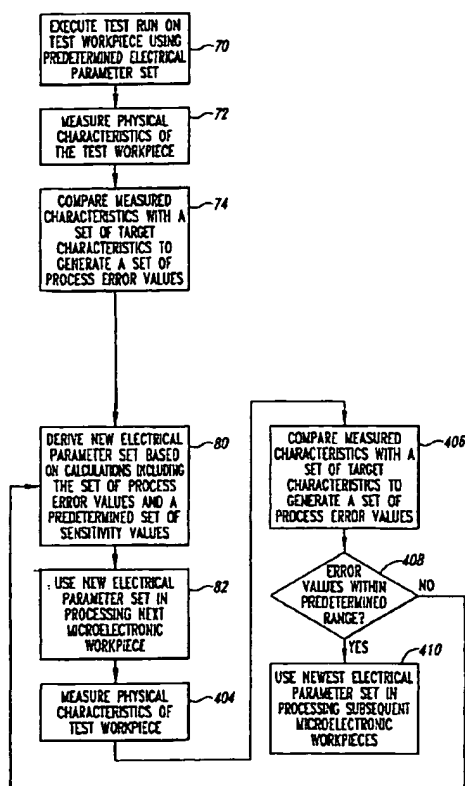 EXECUTE TEST RUN ON
TEST WORKPIECE USING
PREDETERMINED ELECTRICAL
PARAMETER SET
70
MEASURE PHYSICAL
CHARACTERISTICS OF
THE TEST WORKPIECE
72
COMPARE MEASURED
CHARACTERISTICS WITH A
SET OF TARGET
CHARACTERISTICS TO
GENERATE A SET OF
PROCESS ERROR VALUES
74
DERIVE NEW ELECTRICAL
PARAMETER SET BASED
ON CALCULATIONS INCLUDING
THE SET OF PROCESS
ERROR VALUES AND A
PREDETERMINED SET OF
SENSITIVITY VALUES
80
USE NEW ELECTRICAL
PARAMETER SET IN
PROCESSING NEXT
MICROELECTRONIC
WORKPIECE
82
MEASURE PHYSICAL
CHARACTERISTICS OF
TEST WORKPIECE
404
COMPARE MEASURED
CHARACTERISTICS WITH A
SET OF TARGET
CHARACTERISTICS TO
GENERATE A SET OF
PROCESS ERROR VALUES
406
ERROR
VALUES WITHIN
PREDETERMINED
RANGE?
408
NO
YES
USE NEWEST ELECTRICAL
PARAMETER SET IN
PROCESSING SUBSEQUENT
MICROELECTRONIC
WORKPIECES
410